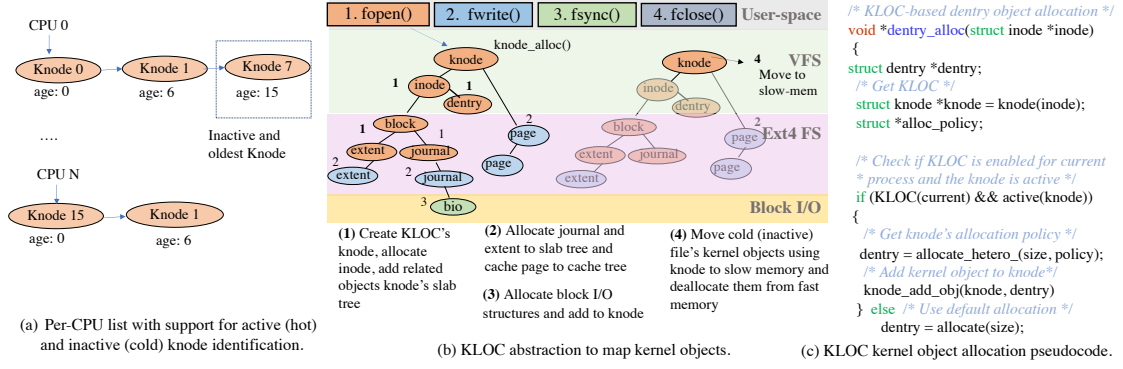 CPU 0
Knode 0
Knode 1
Knode 7
age: 0
age: 6
age: 15
Inactive and
oldest Knode
....
CPU N
Knode 15
Knode 1
age: 0
age: 6
(a) Per-CPU list with support for active (hot)
and inactive (cold) knode identification.
1. fopen()
2. fwrite()
3. fsync()
4. fclose()
User-space
knode_alloc()
VFS
knode
1
inode
1
dentry
knode
4
Move to
slow-mem
inode
dentry
Ext4 FS
block
1
1
2
page
extent
journal
page
2
extent
2
journal
block
2
page
extent
journal
page
extent
Block I/O
3
bio
(1) Create KLOC's
knode, allocate
inode, add related
objects knode's slab
tree
(2) Allocate journal and
extent to slab tree and
cache page to cache tree
(3) Allocate block I/O
structures and add to knode
(4) Move cold (inactive)
file's kernel objects using
knode to slow memory and
deallocate them from fast
memory
(b) KLOC abstraction to map kernel objects.
/* KLOC-based dentry object allocation */
void *dentry_alloc(struct inode *inode)
{
struct dentry *dentry;
/* Get KLOC */
struct knode *knode = knode(inode);
struct *alloc_policy;
/* Check if KLOC is enabled for current
* process and the knode is active */
if (KLOC(current) && active(knode))
{
/* Get knode's allocation policy */
dentry = allocate_hetero_(size, policy);
/* Add kernel object to knode*/
knode_add_obj(knode, dentry)
} else /* Use default allocation */
dentry = allocate(size);
(c) KLOC kernel object allocation pseudocode.